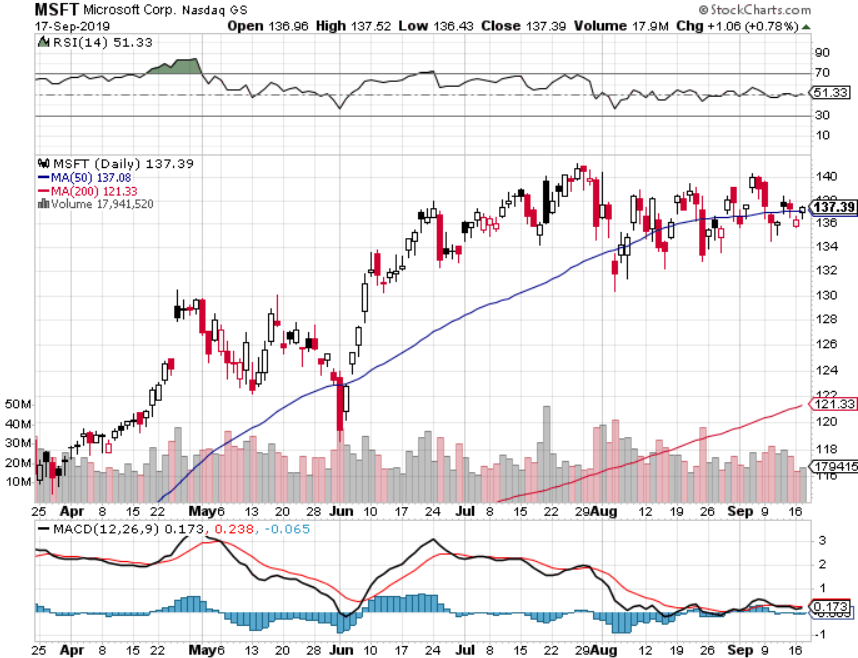 MSFT Microsoft Corp. Nasdaq GS © StockCharts.com
17-Sep-2019 Open 136.96 High 137.52 Low 136.43 Close 137.39 Volume 17.9M Chg +1.06 (+0.78%)
RSI(14) 51.33
90
70
51.33
30
10
MSFT (Daily) 137.39
MA(50) 137.08
MA(200) 121.33
Volume 17,941,520
140
137.39
136
134
132
130
128
126
124
122
121.33
120
118
179415
116
50M
40M
30M
20M
10M
25 Apr 8 15 22 May 6 13 20 28 Jun 10 17 24 Jul 8 15 22 29 Aug 12 19 26 Sep 9 16
MACD(12,26,9) 0.173, 0.238, -0.065
3
2
1
0.173
-1
25 Apr 8 15 22 May 6 13 20 28 Jun 10 17 24 Jul 8 15 22 29 Aug 12 19 26 Sep 9 16